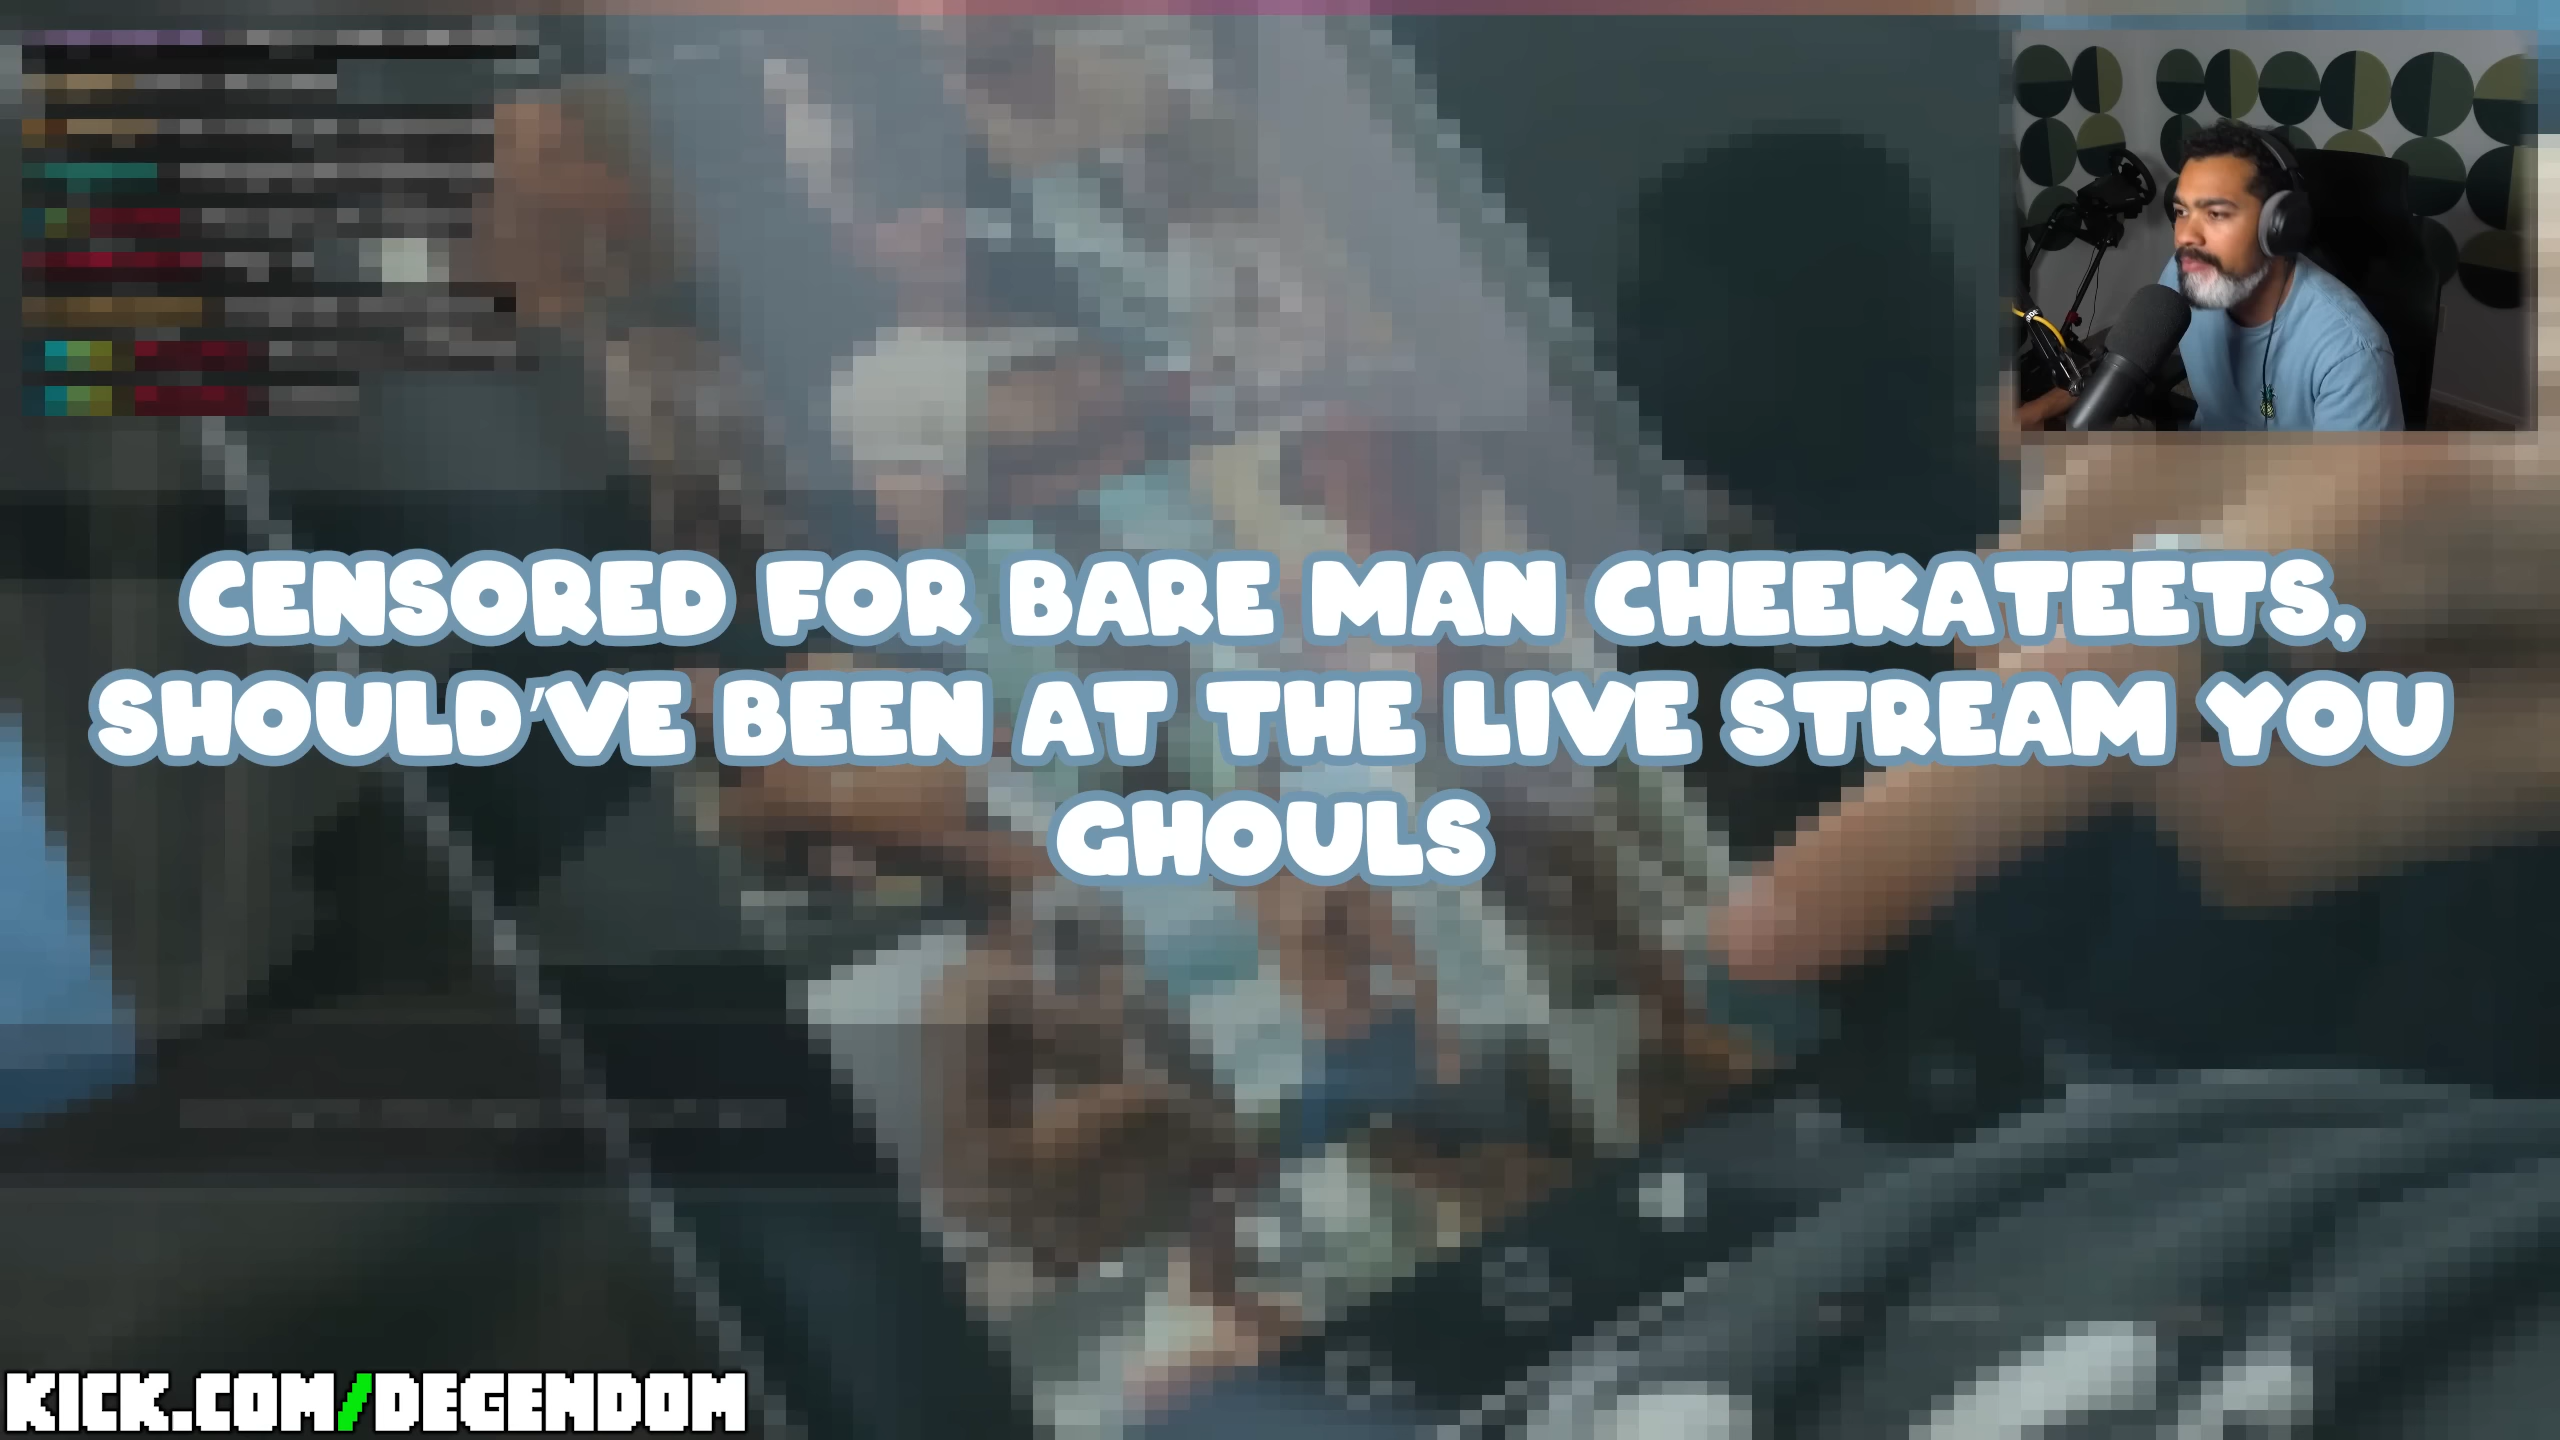 CENSORED FOR BARE MAN CHEEKATEETS,
SHOULD'VE BEEN AT THE LIVE STREAM YOU
GHOULS
KICK.COM/DEGENDOM